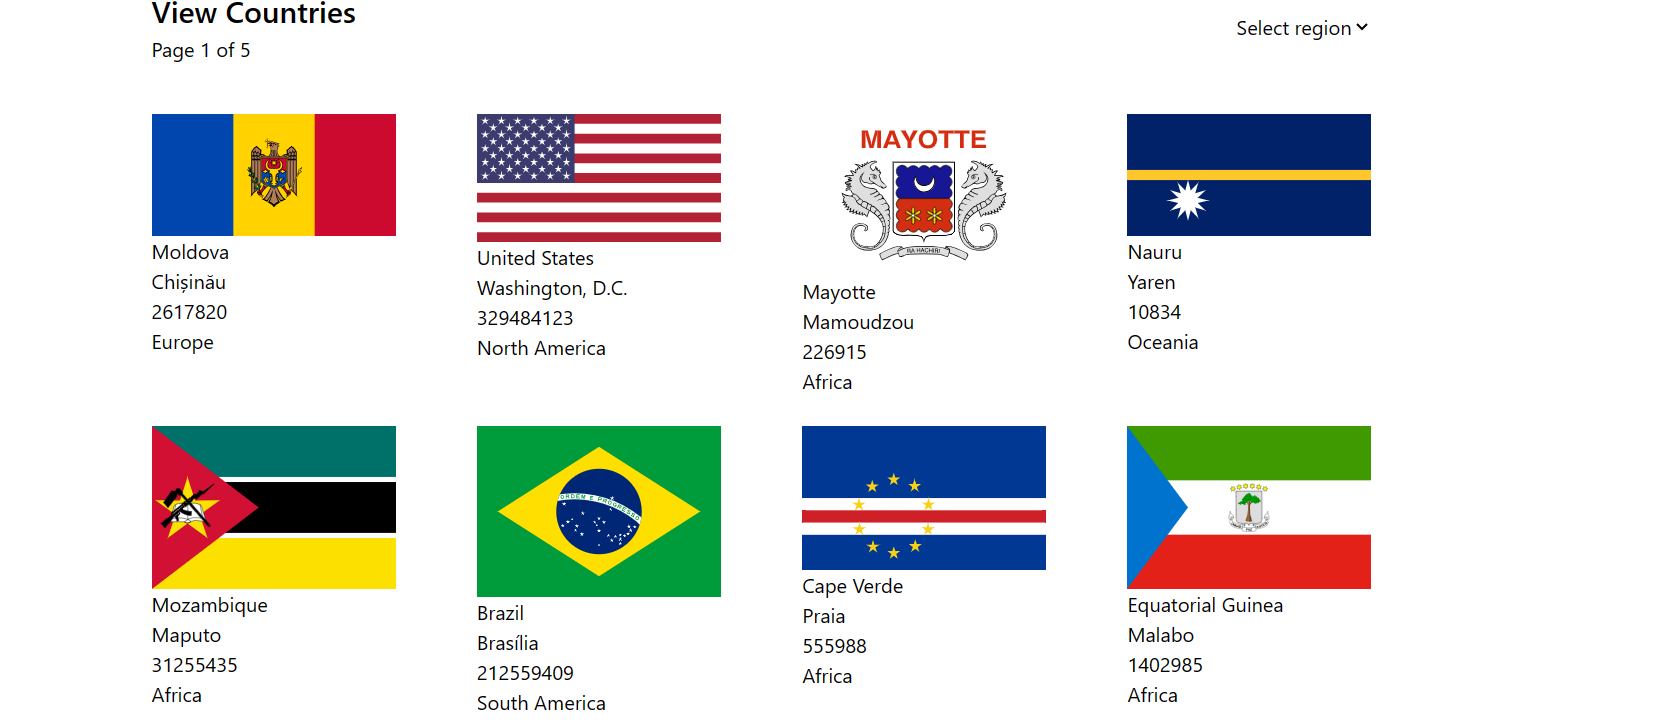 View Countries
Select region
Page 1 of 5
MAYOTTE
RA HACHIRI
Moldova
Chișinău
2617820
Europe
United States
Washington, D.C.
329484123
North America
Mayotte
Mamoudzou
226915
Africa
Nauru
Yaren
10834
Oceania
ORDEM E PROGRESSO
Mozambique
Maputo
31255435
Africa
Brazil
Brasília
212559409
South America
Cape Verde
Praia
555988
Africa
Equatorial Guinea
Malabo
1402985
Africa